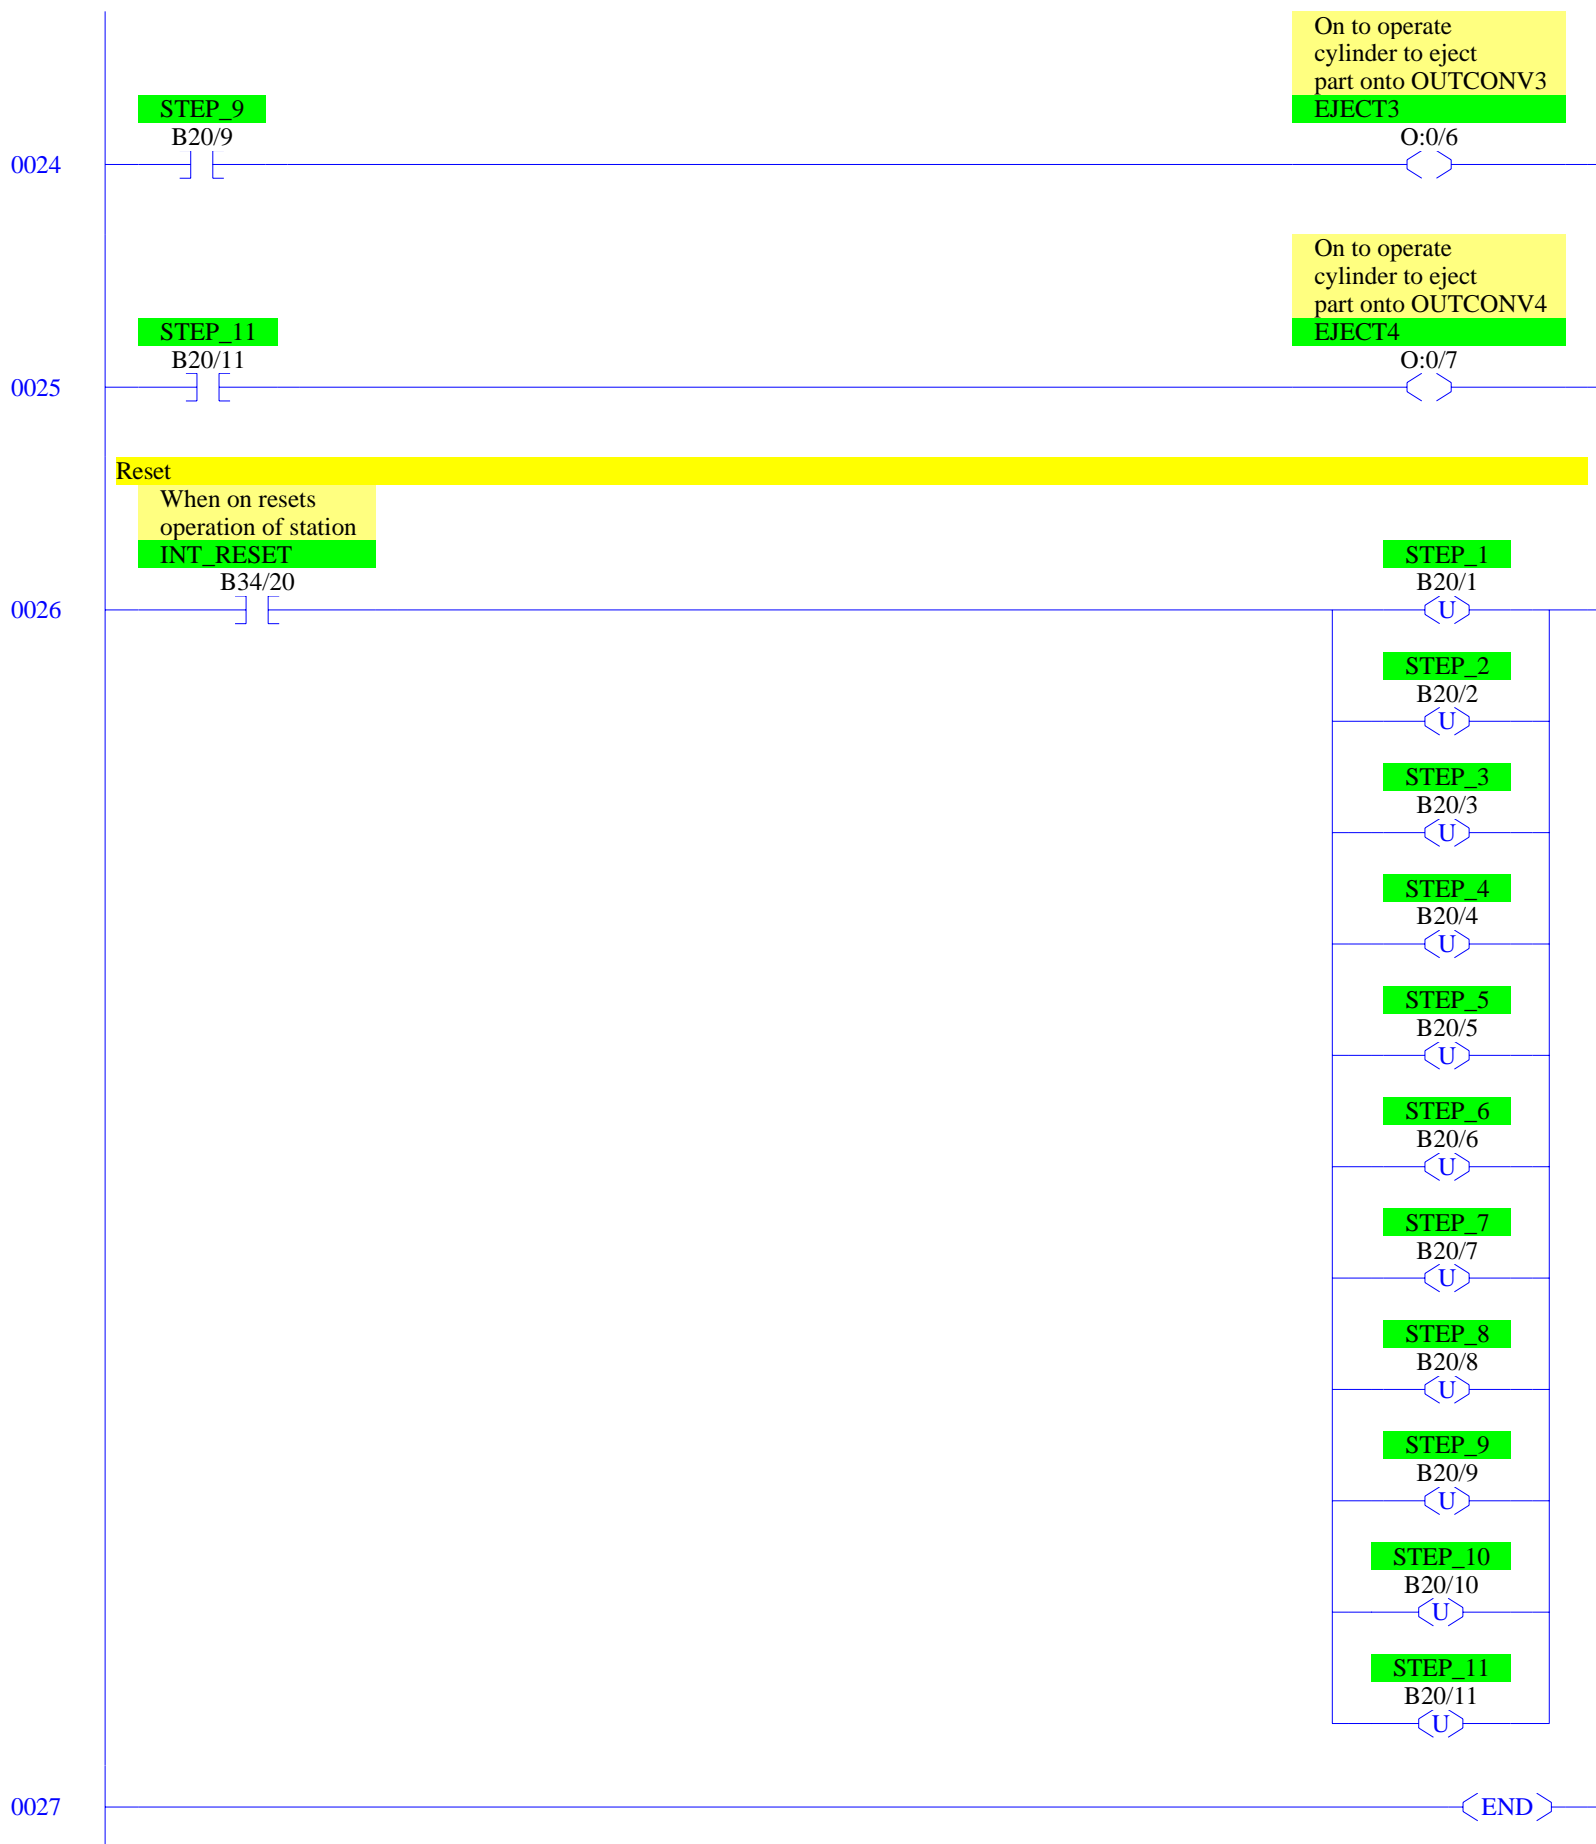 On to operate
cylinder to eject
part onto OUTCONV3
STEP_9
EJECT3
B20/9
O:0/6
0024
On to operate
cylinder to eject
part onto OUTCONV4
STEP_11
EJECT4
B20/11
O:0/7
0025
Reset
When on resets
operation of station
INT_RESET
STEP_1
B34/20
B20/1
0026
U
STEP_2
B20/2
U
STEP_3
B20/3
U
STEP_4
B20/4
U
STEP_5
B20/5
U
STEP_6
B20/6
U
STEP_7
B20/7
U
STEP_8
B20/8
U
STEP_9
B20/9
U
STEP_10
B20/10
U
STEP_11
B20/11
U
0027
END